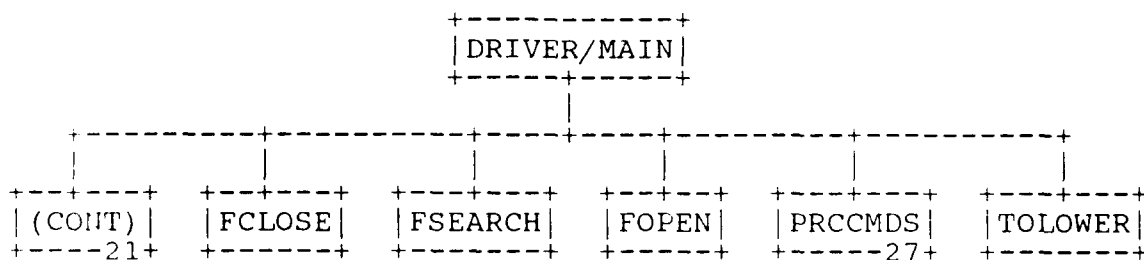 DRIVER/MAIN
(CONT) FCLOSE FSEARCH FOPEN PRCCMDS TOLOWER
21 27